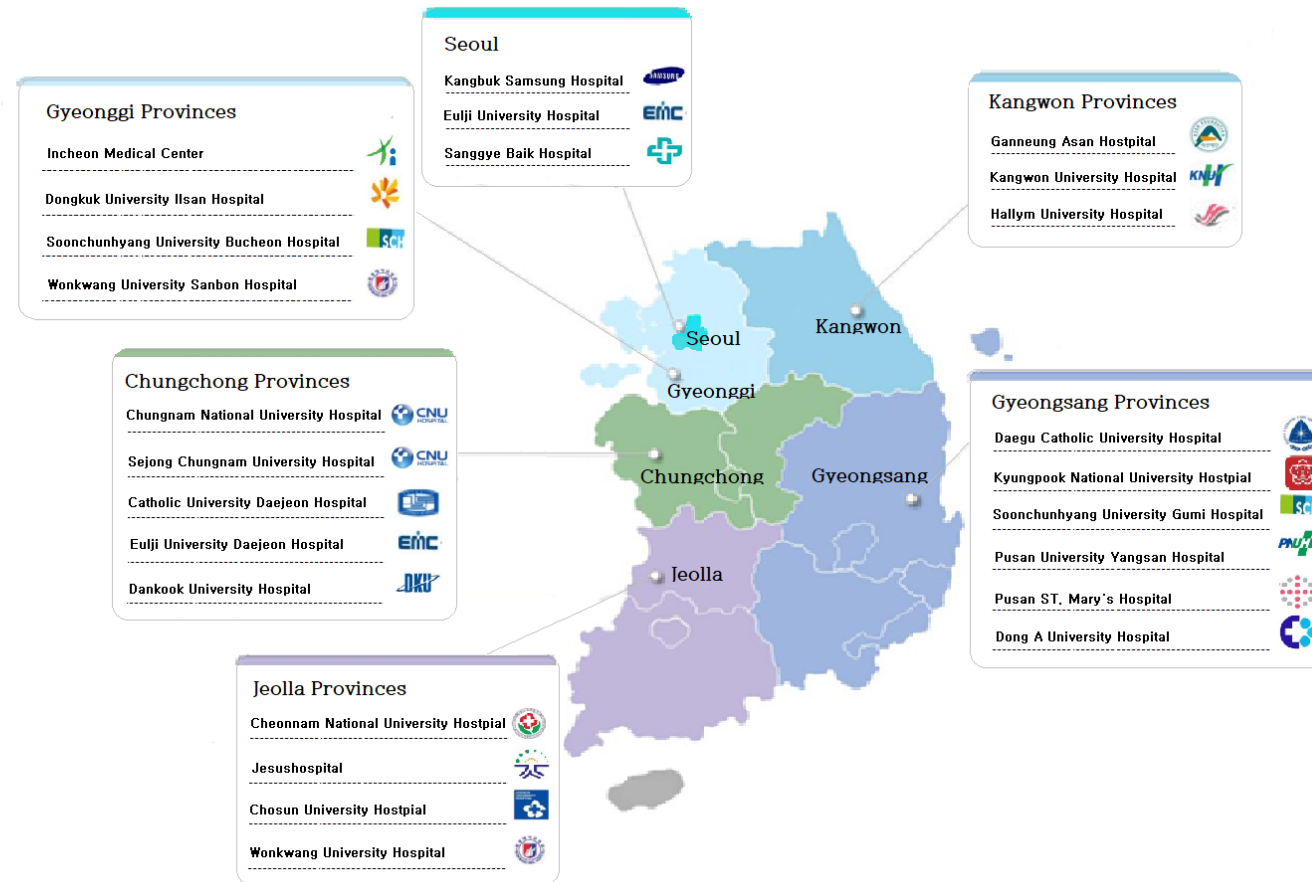 Seoul
Kangbuk Samsung Hospital
SAMSUNG
Eulji University Hospital
EMC
Sanggye Baik Hospital
Gyeonggi Provinces
Incheon Medical Center
Dongkuk University Ilsan Hospital
Soonchunhyang University Bucheon Hospital
SCH
Wonkwang University Sanbon Hospital
Kangwon Provinces
Ganneung Asan Hostpital
Kangwon University Hospital
KNUH
Hallym University Hospital
Seoul
Kangwon
Gyeonggi
Chungchong
Gyeongsang
Jeolla
Chungchong Provinces
Chungnam National University Hospital
CNU
HOSPITAL
Sejong Chungnam University Hospital
CNU
HOSPITAL
Catholic University Daejeon Hospital
Eulji University Daejeon Hospital
EMC
Dankook University Hospital
DKU
Gyeongsang Provinces
Daegu Catholic University Hospital
Kyungpook National University Hostpial
Soonchunhyang University Gumi Hospital
SC
Pusan University Yangsan Hospital
PNUH
Pusan ST. Mary's Hospital
Dong A University Hospital
Jeolla Provinces
Cheonnam National University Hostpial
Jesushospital
Chosun University Hostpial
Wonkwang University Hospital